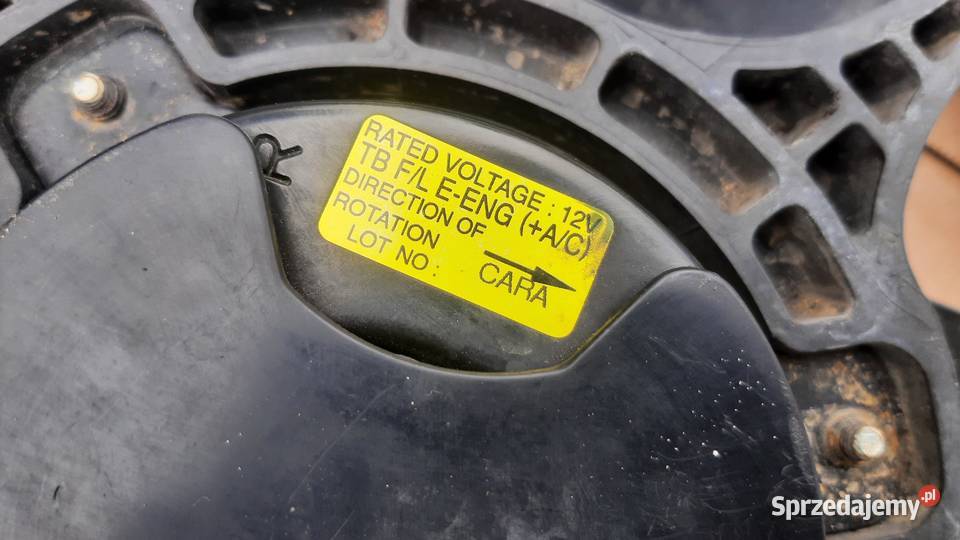 R
RATED VOLTAGE : 12V
TB F/L E-ENG (+A/C)
DIRECTION OF
ROTATION
LOT NO : CARA
Sprzedajemy.pl